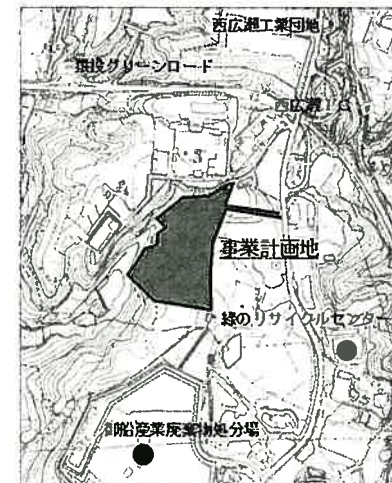 西広瀬工業団地
猿投グリーンロード
西広瀬IC
事業計画地
緑のリサイクルセンター
産業廃棄物処分場